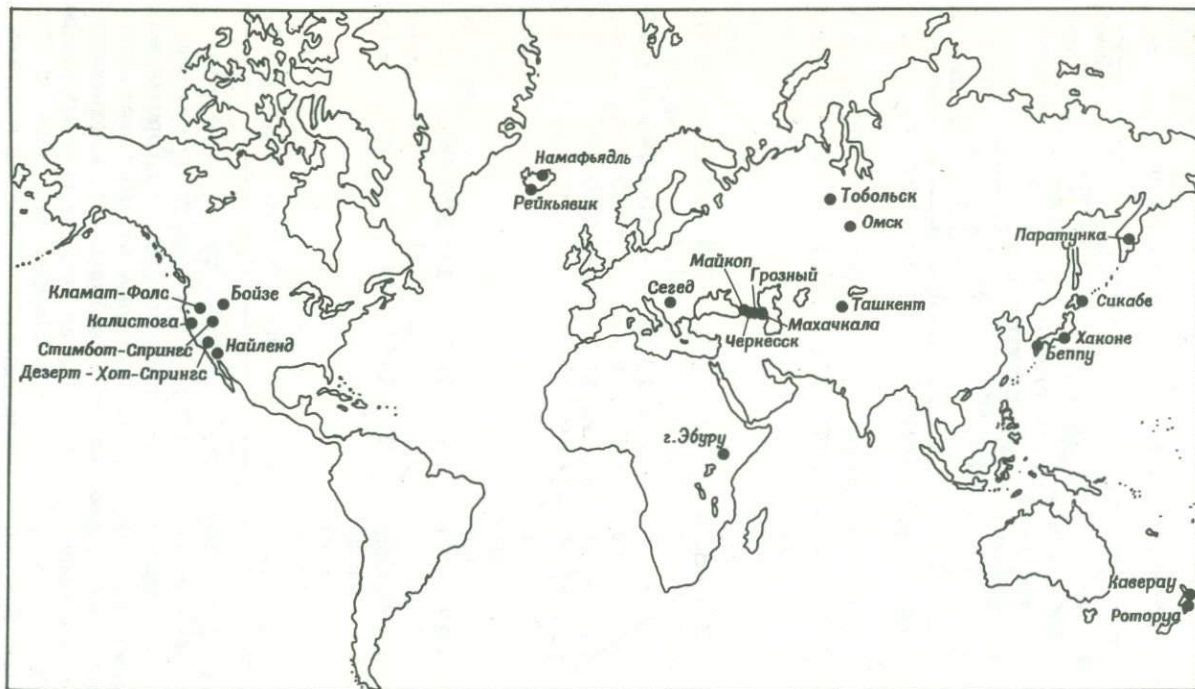 Намафьядль
Рейкьявик
Тобольск
Омск
Паратунка
Майкоп
Грозный
Сегед
Кламат-Фолс
Бойзе
Калистога
Ташкент
Сикабе
Махачкала
Черкесск
Стимбот-Спрингс
Найленд
Хаконе
Беппу
Дезерт-Хот-Спрингс
г. Эбуру
Каверау
Роторуа